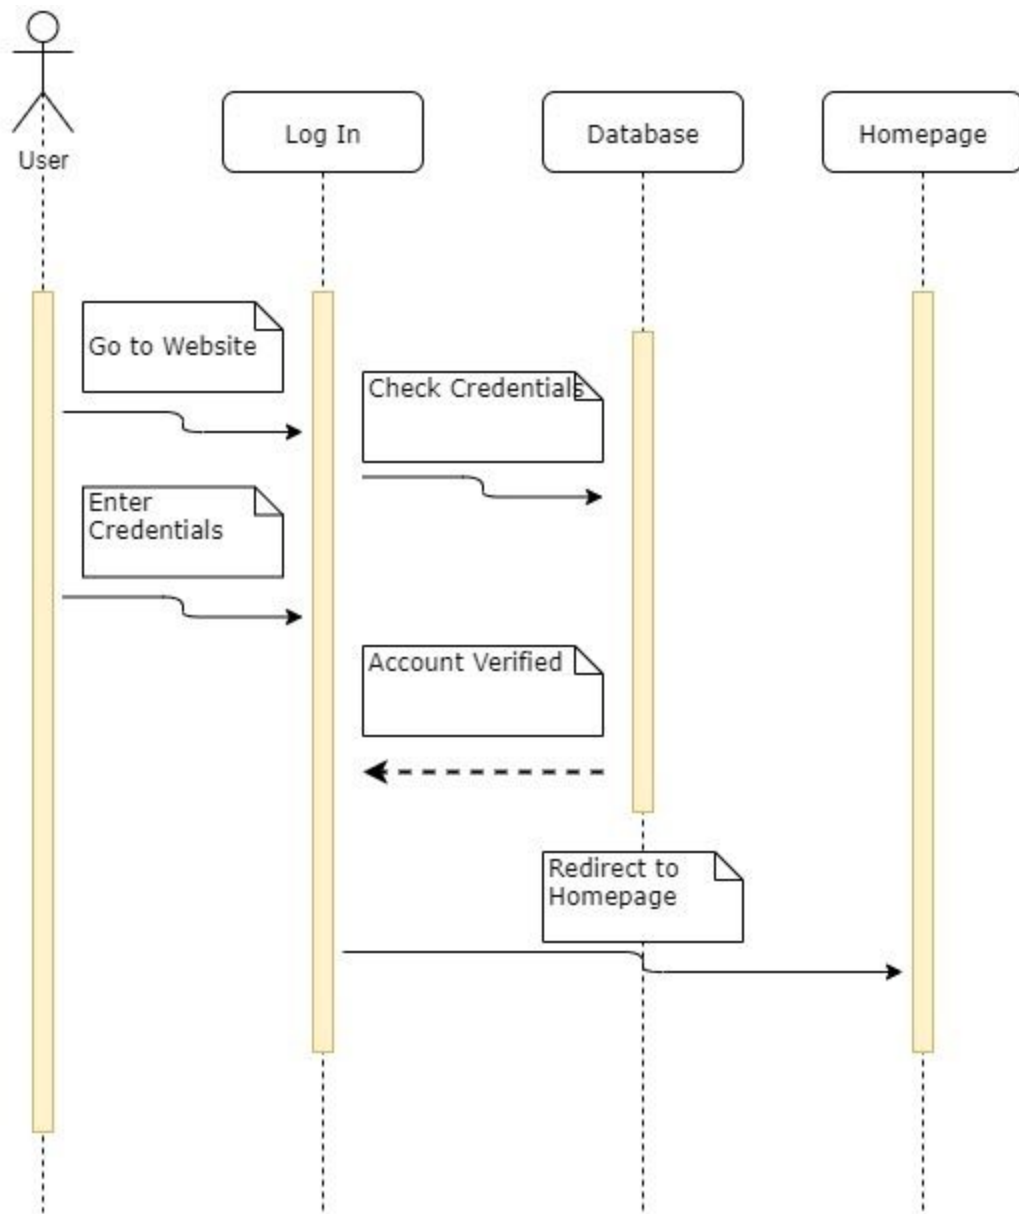 User
Log In
Database
Homepage
Go to Website
Check Credentials
Enter
Credentials
Account Verified
Redirect to
Homepage